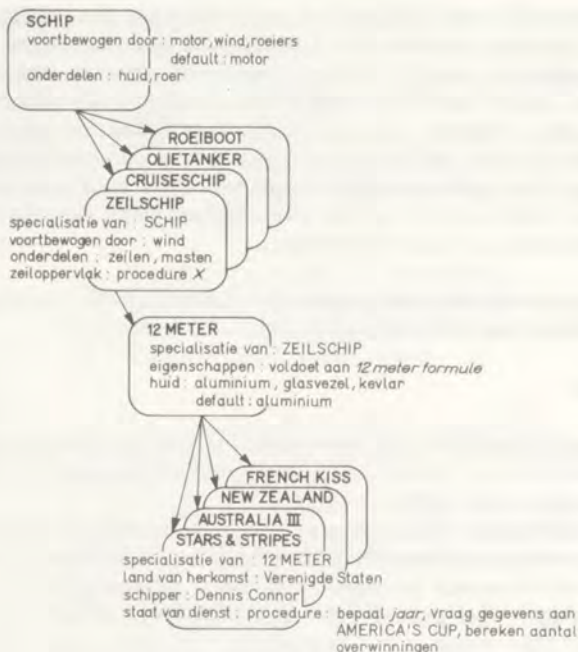 SCHIP
voortbewogen door : motor, wind, roeiers
default : motor
onderdelen : huid, roer
ROEIBOOT
OLIETANKER
CRUISESCHIP
ZEILSCHIP
specialisatie van : SCHIP
voortbewogen door : wind
onderdelen : zeilen, masten
zeiloppervlak : procedure X
12 METER
specialisatie van : ZEILSCHIP
eigenschappen : voldoet aan 12 meter formule
huid : aluminium, glasvezel, kevlar
default : aluminium
FRENCH KISS
NEW ZEALAND
AUSTRALIA III
STARS & STRIPES
specialisatie van : 12 METER
land van herkomst : Verenigde Staten
schipper : Dennis Connor
staat van dienst : procedure : bepaal jaar, Vraag gegevens aan
AMERICA'S CUP, bereken aantal
overwinningen